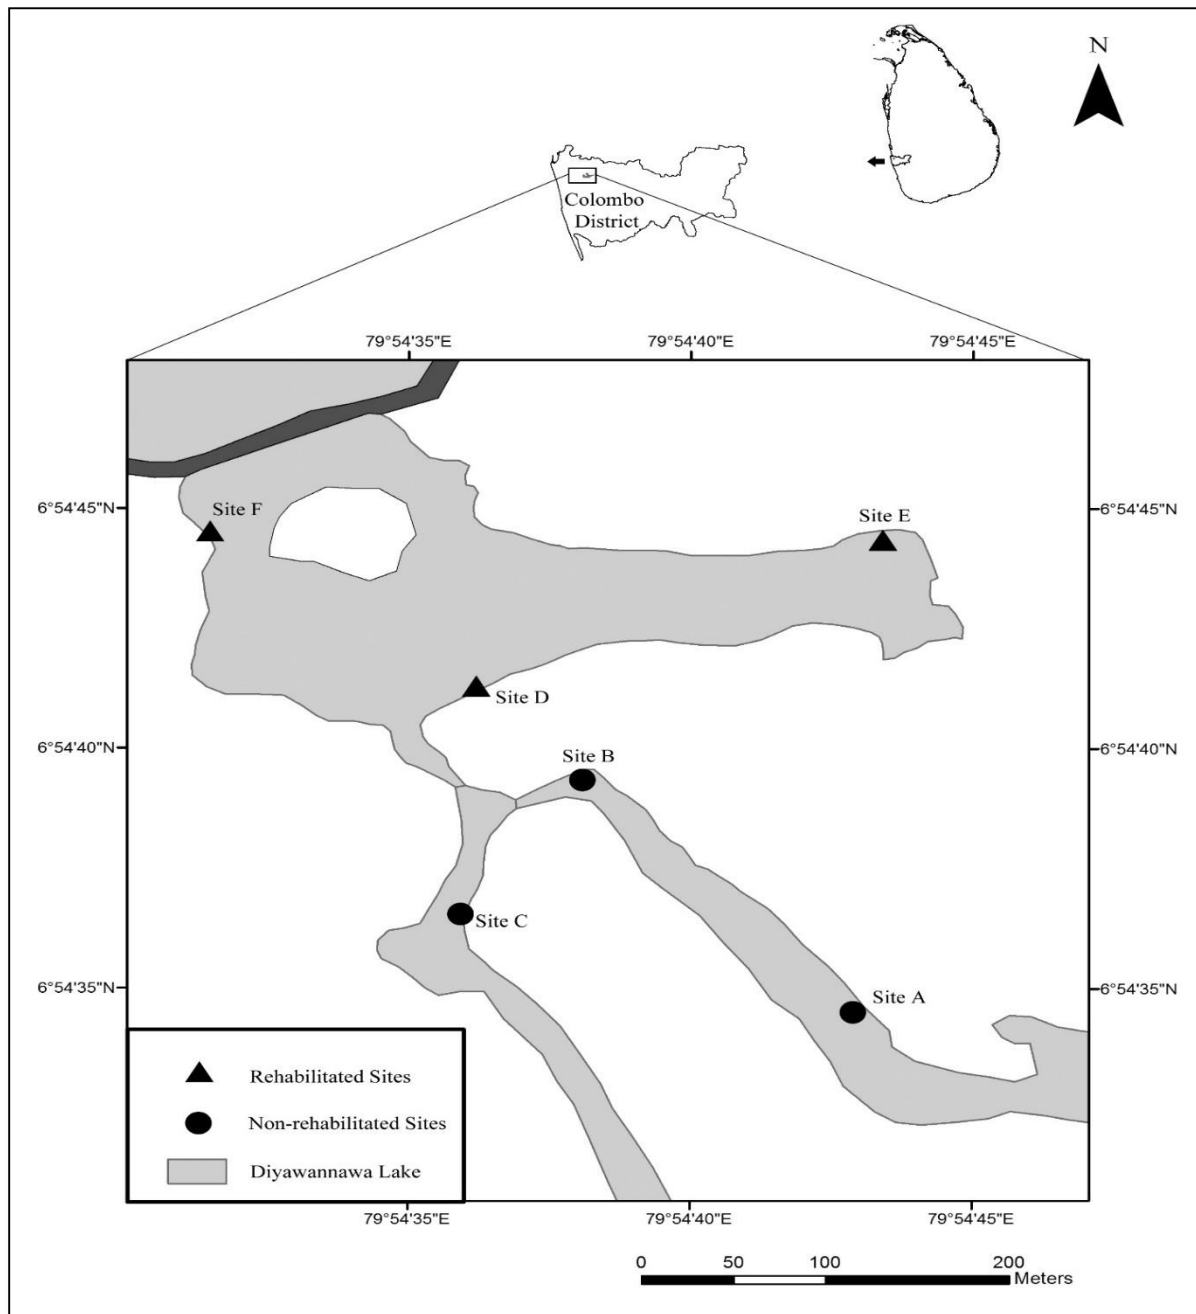 N
Colombo
District
79°54'35"E
79°54'40"E
79°54'45"E
6°54'45"N
Site F
Site E
6°54'45"N
Site D
6°54'40"N
Site B
6°54'40"N
Site C
6°54'35"N
Site A
6°54'35"N
Rehabilitated Sites
Non-rehabilitated Sites
Diyawannawa Lake
79°54'35"E
79°54'40"E
79°54'45"E
0 50 100 200
Meters